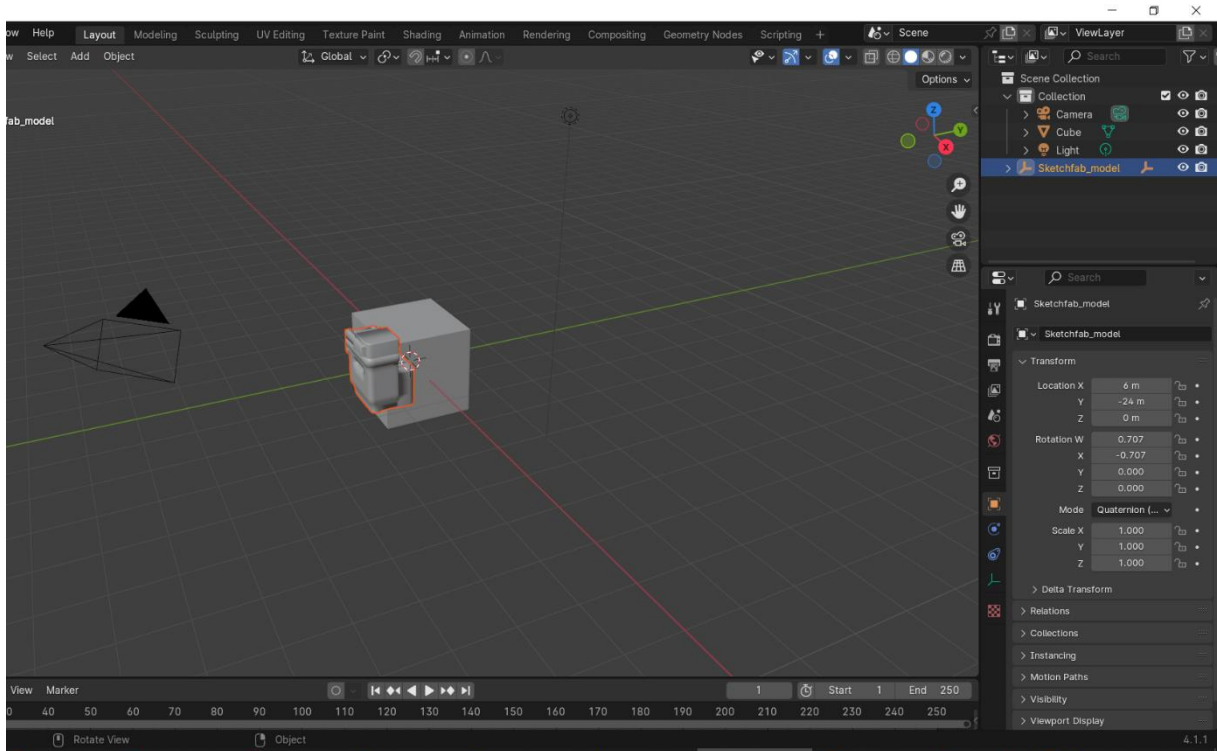 ow Help Layout Modeling Sculpting UV Editing Texture Paint Shading Animation Rendering Compositing Geometry Nodes Scripting + Scene ViewLayer
w Select Add Object Global Search
Options
Scene Collection
Collection
fab_model
Camera
Cube
Light
Sketchfab_model
Z
Y
X
Search
Sketchfab_model
Sketchfab_model
Transform
Location X 6 m
Y -24 m
Z 0 m
Rotation W 0.707
X -0.707
Y 0.000
Z 0.000
Mode Quaternion (...
Scale X 1.000
Y 1.000
Z 1.000
Delta Transform
Relations
Collections
Instancing
Motion Paths
Visibility
Viewport Display
View Marker 1 Start 1 End 250
0 40 50 60 70 80 90 100 110 120 130 140 150 160 170 180 190 200 210 220 230 240 250
Rotate View Object 4.1.1